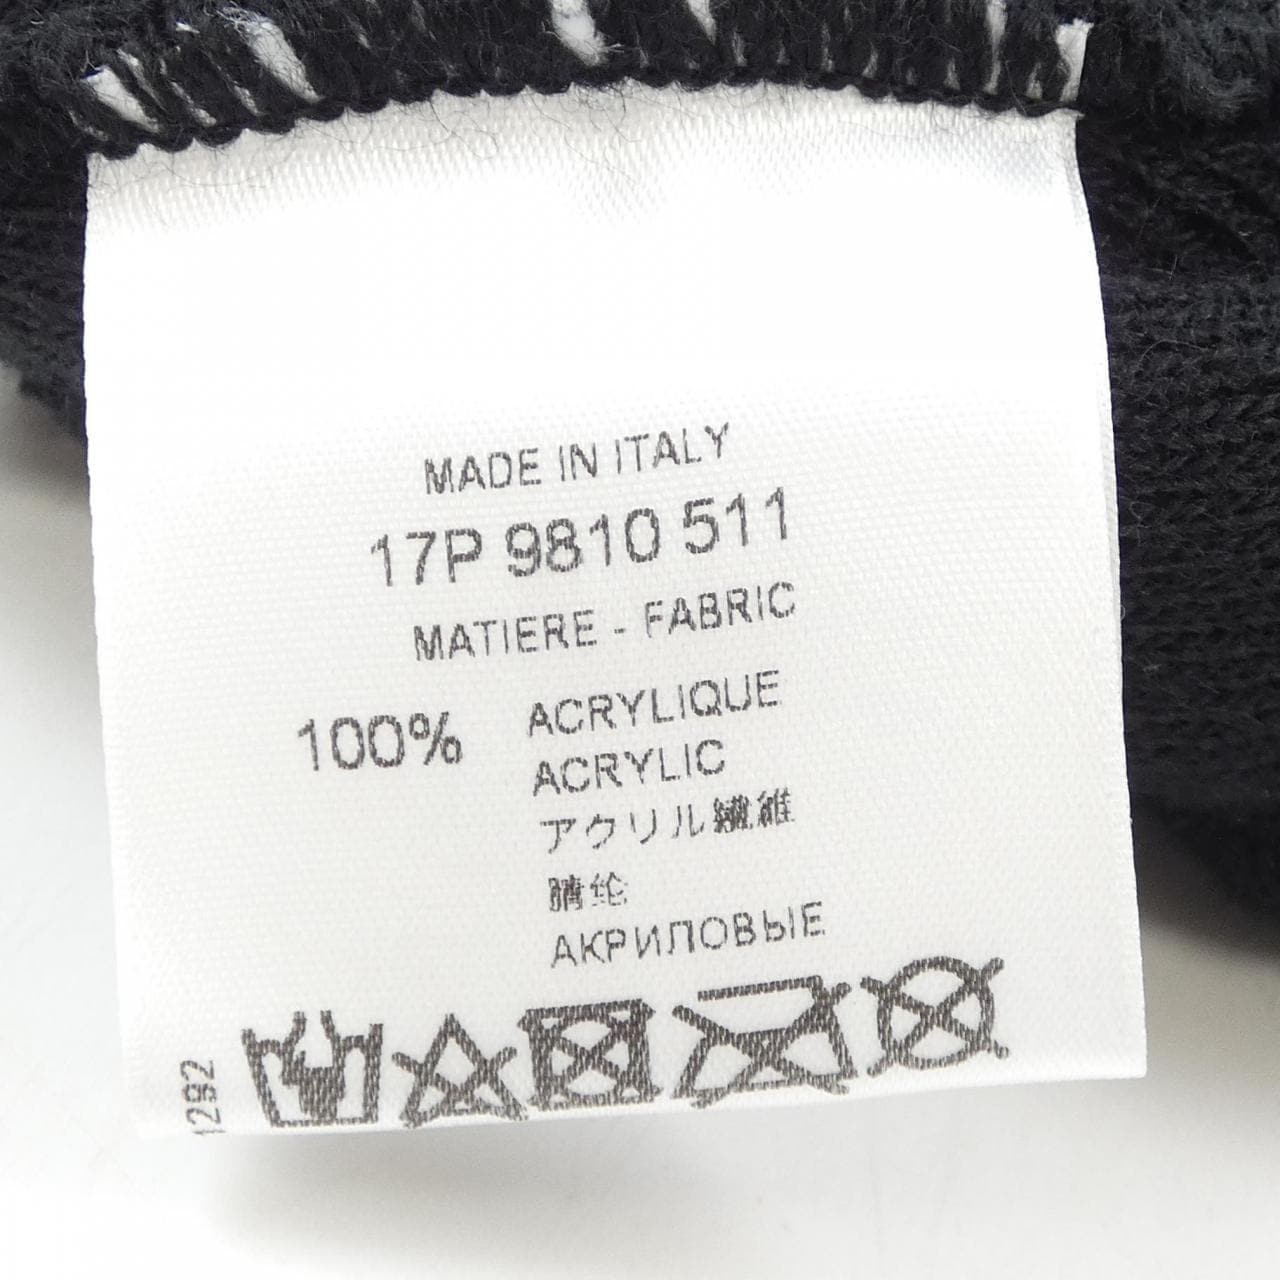 MADE IN ITALY
17P 9810 511
MATIERE - FABRIC
100% ACRYLIQUE
ACRYLIC
アクリル繊維
腈纶
АКРИЛОВЫЕ
1292